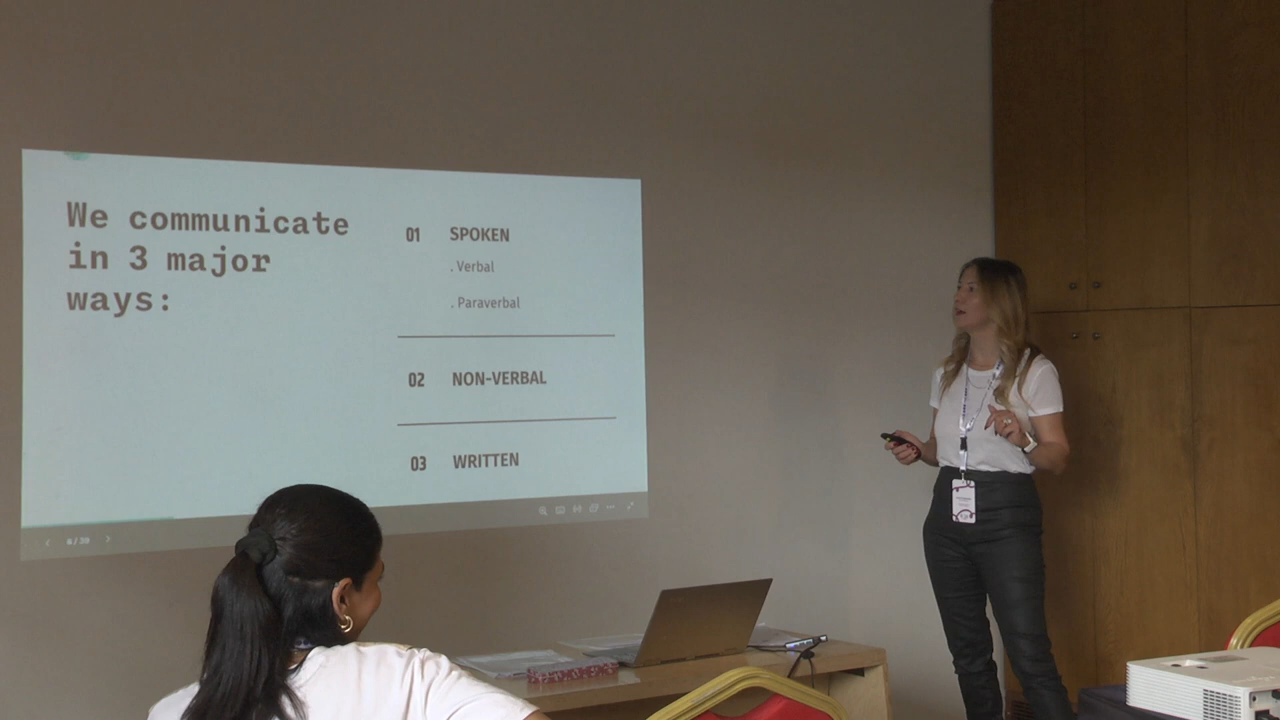 We communicate
in 3 major
ways:
01 SPOKEN
. Verbal
. Paraverbal
02 NON-VERBAL
03 WRITTEN